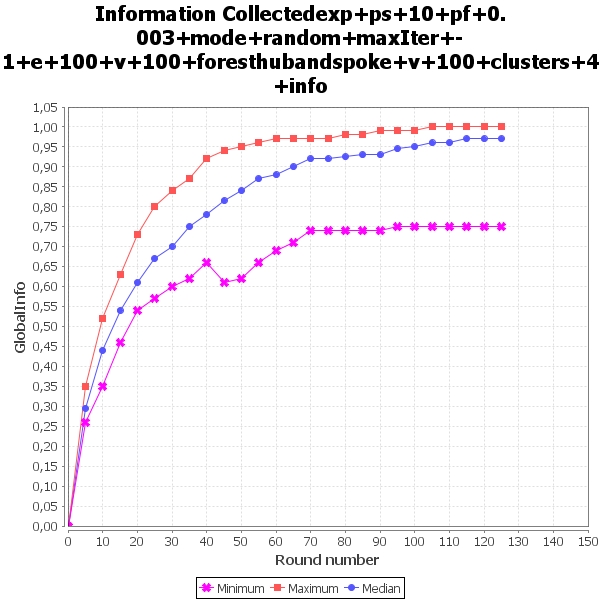 Information Collectedexp+ps+10+pf+0.
003+mode+random+maxIter+-
1+e+100+v+100+foresthubandspoke+v+100+clusters+4
+info
1,05
1,00
0,95
0,90
0,85
0,80
0,75
0,70
0,65
0,60
0,55
0,50
0,45
0,40
0,35
0,30
0,25
0,20
0,15
0,10
0,05
0,00
GlobalInfo
0 10 20 30 40 50 60 70 80 90 100 110 120 130 140 150
Round number
Minimum Maximum Median